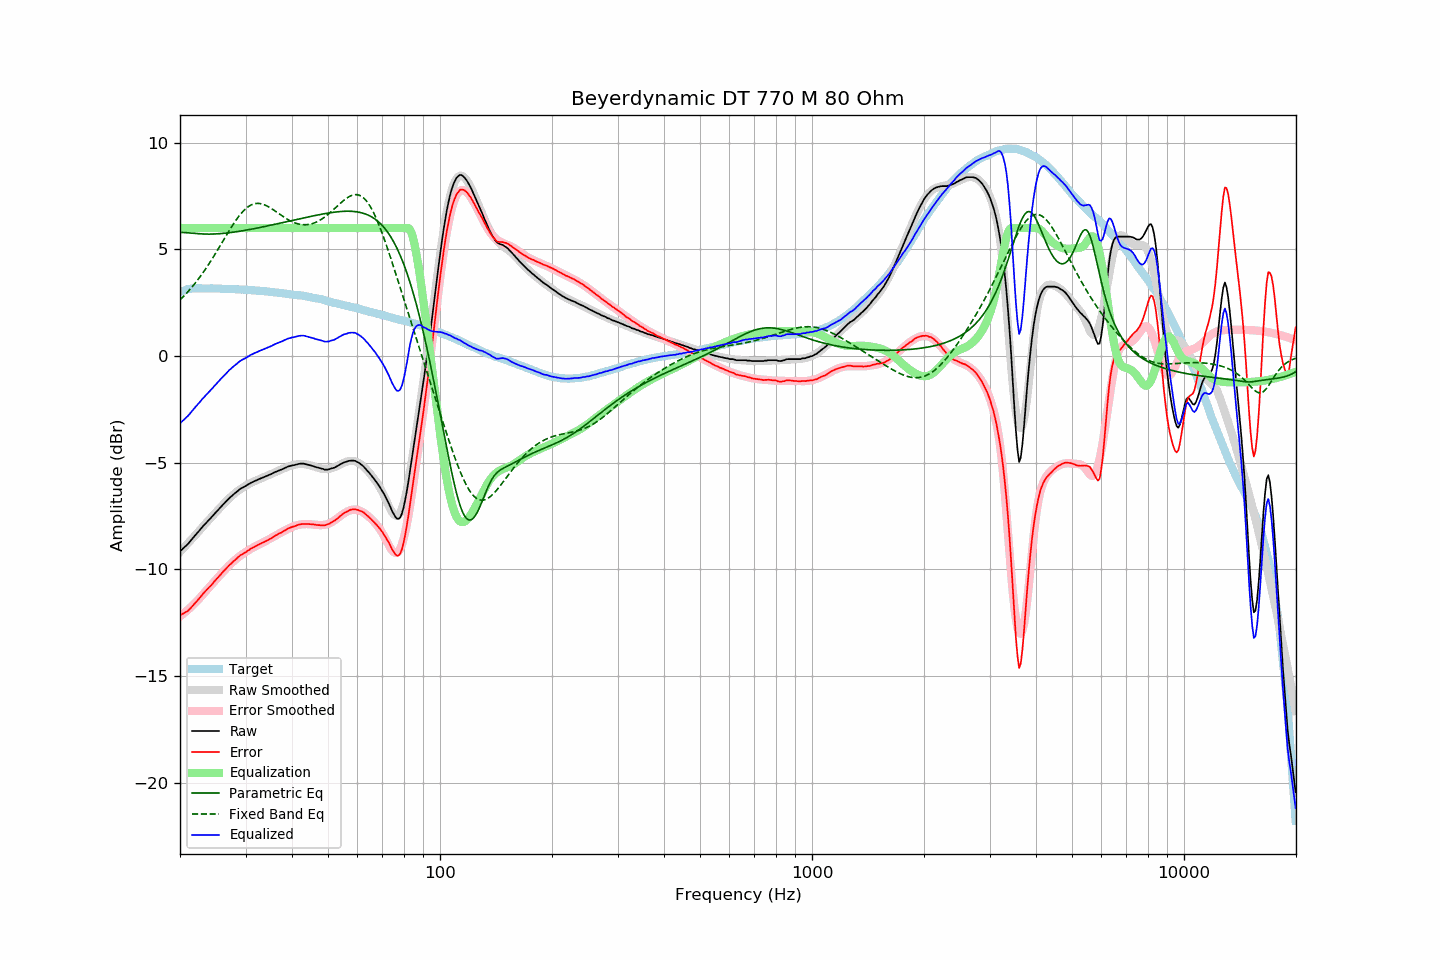 Beyerdynamic DT 770 M 80 Ohm
10
5
0
−5
−10
−15
−20
Amplitude (dBr)
Target
Raw Smoothed
Error Smoothed
Raw
Error
Equalization
Parametric Eq
Fixed Band Eq
Equalized
100 1000 10000
Frequency (Hz)